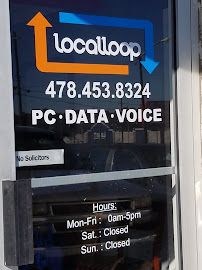 localloop
478.453.8324
PC · DATA · VOICE
No Solicitors
Hours:
Mon-Fri : 0am-5pm
Sat. : Closed
Sun. : Closed